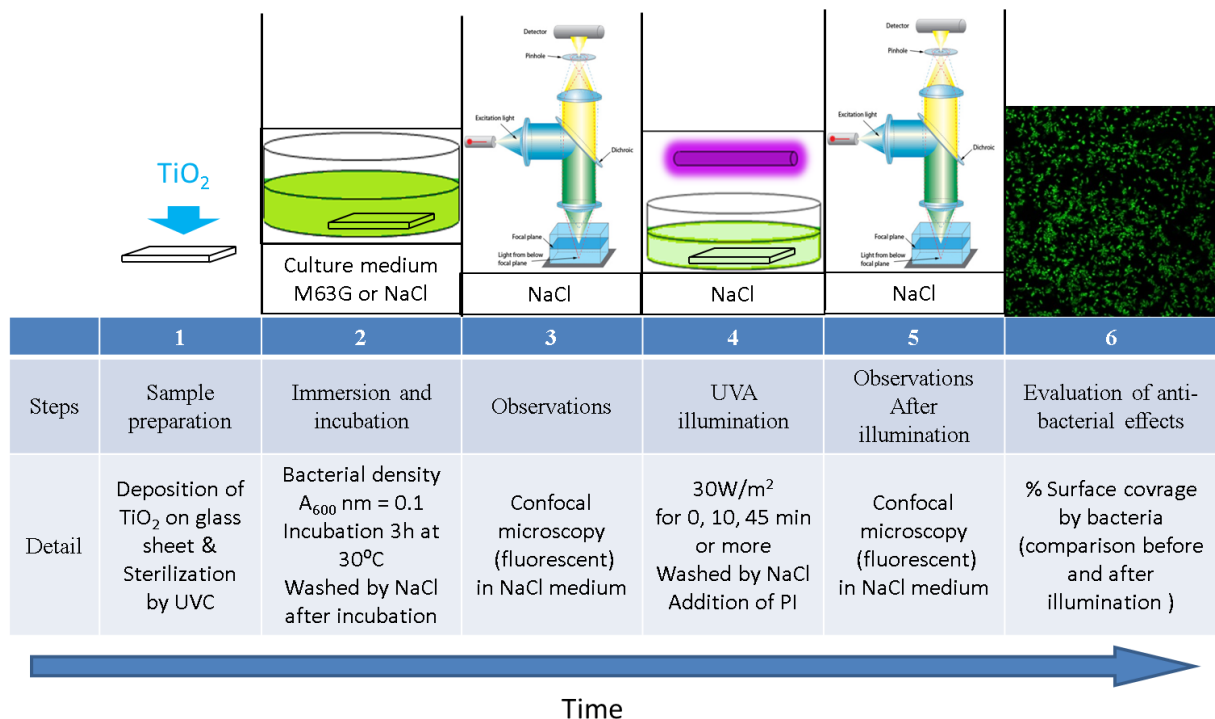 TiO₂
Culture medium
M63G or NaCl
Detector
Pinhole
Excitation light
Dichroic
Focal plane
Light from below
focal plane
NaCl
NaCl
Detector
Pinhole
Excitation light
Dichroic
Focal plane
Light from below
focal plane
NaCl
1
2
3
4
5
6
Steps
Sample
preparation
Immersion and
incubation
Observations
UVA
illumination
Observations
After
illumination
Evaluation of anti-
bacterial effects
Detail
Deposition of
TiO₂ on glass
sheet &
Sterilization
by UVC
Bacterial density
A₆₀₀ nm = 0.1
Incubation 3h at
30⁰C
Washed by NaCl
after incubation
Confocal
microscopy
(fluorescent)
in NaCl medium
30W/m²
for 0, 10, 45 min
or more
Washed by NaCl
Addition of PI
Confocal
microscopy
(fluorescent)
in NaCl medium
% Surface covrage
by bacteria
(comparison before
and after
illumination )
Time